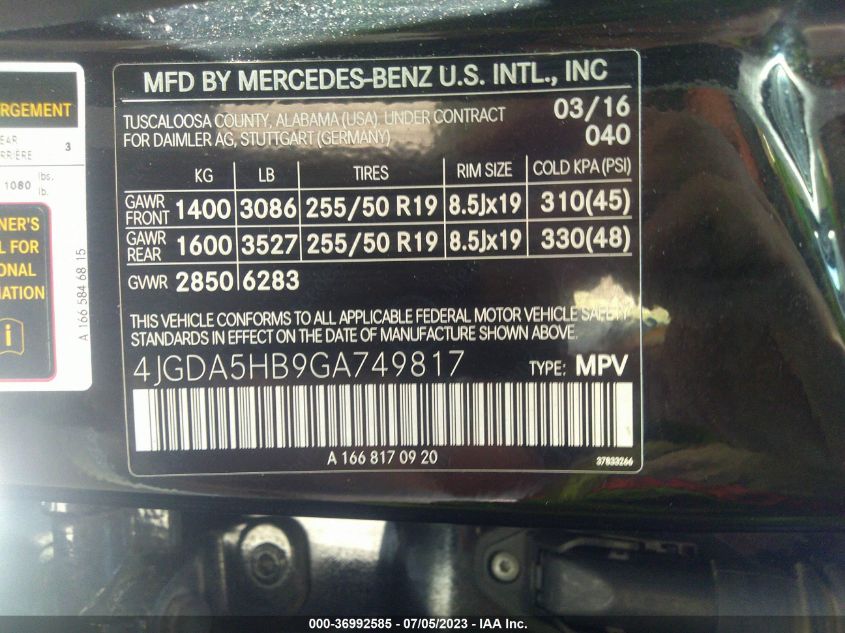 RGEMENT
EAR
RRIÈRE 3
1080 lbs.
lb.
NER'S
L FOR
ONAL
MATION
i
A 166 584 68 15
MFD BY MERCEDES-BENZ U.S. INTL., INC
TUSCALOOSA COUNTY, ALABAMA (USA), UNDER CONTRACT
FOR DAIMLER AG, STUTTGART (GERMANY)
03/16
040
KG LB TIRES RIM SIZE COLD KPA (PSI)
GAWR FRONT 1400 3086 255/50 R19 8.5Jx19 310(45)
GAWR REAR 1600 3527 255/50 R19 8.5Jx19 330(48)
GVWR 2850 6283
THIS VEHICLE CONFORMS TO ALL APPLICABLE FEDERAL MOTOR VEHICLE SAFETY
STANDARDS IN EFFECT ON THE DATE OF MANUFACTURE SHOWN ABOVE.
4JGDA5HB9GA749817 TYPE: MPV
A 166 817 09 20
37833266
000-36992585 - 07/05/2023 - IAA Inc.